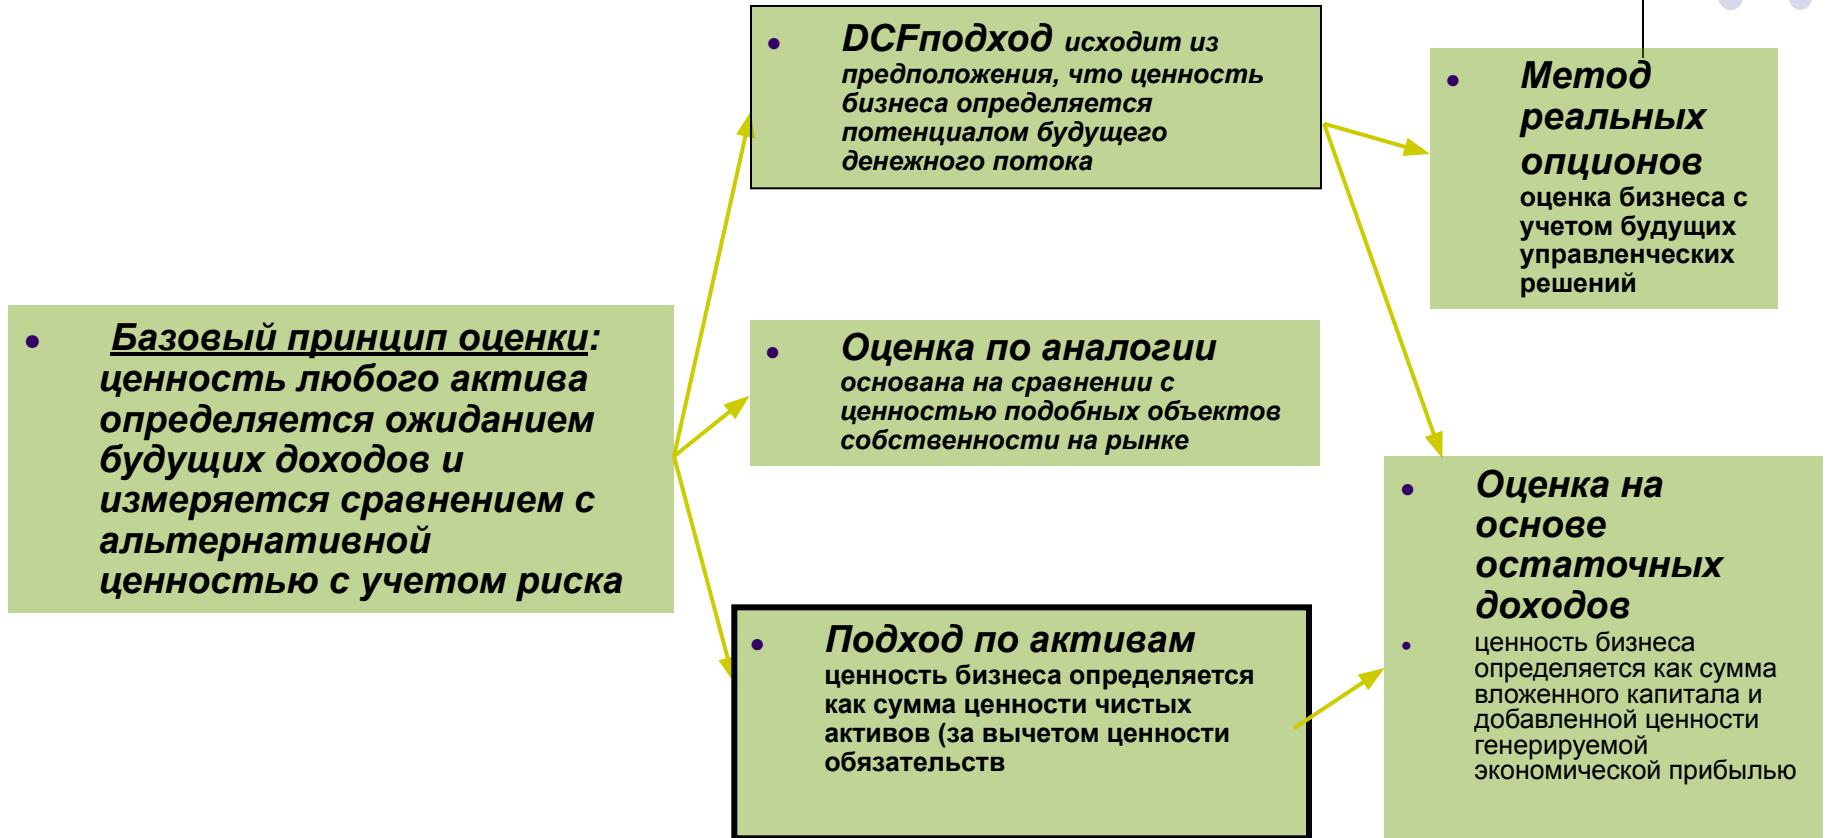 Базовый принцип оценки:
ценность любого актива
определяется ожиданием
будущих доходов и
измеряется сравнением с
альтернативной
ценностью с учетом риска
DCFподход исходит из
предположения, что ценность
бизнеса определяется
потенциалом будущего
денежного потока
Оценка по аналогии
основана на сравнении с
ценностью подобных объектов
собственности на рынке
Подход по активам
ценность бизнеса определяется
как сумма ценности чистых
активов (за вычетом ценности
обязательств
Метод
реальных
опционов
оценка бизнеса с
учетом будущих
управленческих
решений
Оценка на
основе
остаточных
доходов
ценность бизнеса
определяется как сумма
вложенного капитала и
добавленной ценности
генерируемой
экономической прибылью